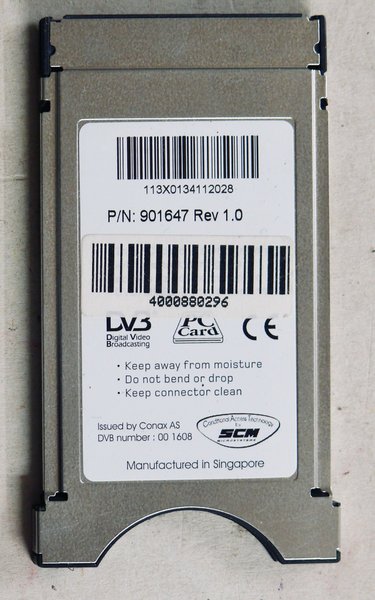 113X0134112028
P/N: 901647 Rev 1.0
4000880296
DVB
Digital Video
Broadcasting
PC
Card
CE
• Keep away from moisture
• Do not bend or drop
• Keep connector clean
Issued by Conax AS
DVB number : 00 1608
Conditional Access Technology
by
SCM
MICROSYSTEMS
Manufactured in Singapore